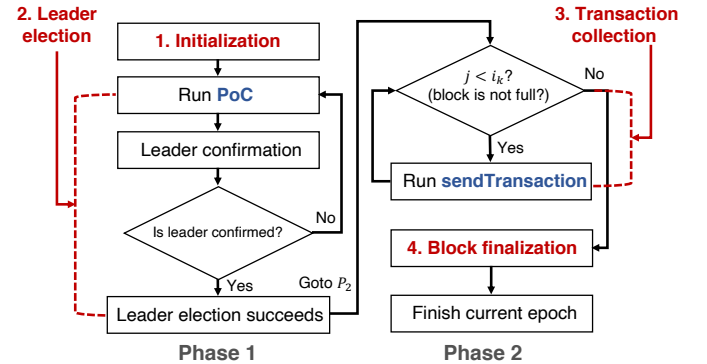 2. Leader
election
1. Initialization
Run PoC
Leader confirmation
Is leader confirmed?
No
Yes
Leader election succeeds
Goto P₂
Phase 1
3. Transaction
collection
j < iₖ?
(block is not full?)
No
Yes
Run sendTransaction
4. Block finalization
Finish current epoch
Phase 2